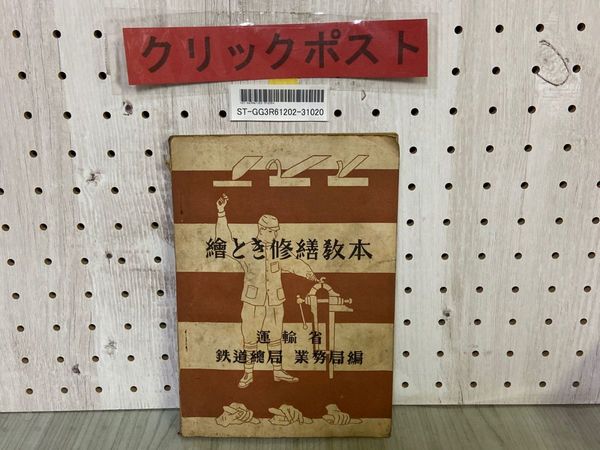 クリックポスト
ST-GG3R61202-31020
繪とき修繕教本
運輸省
鉄道總局 業務局編